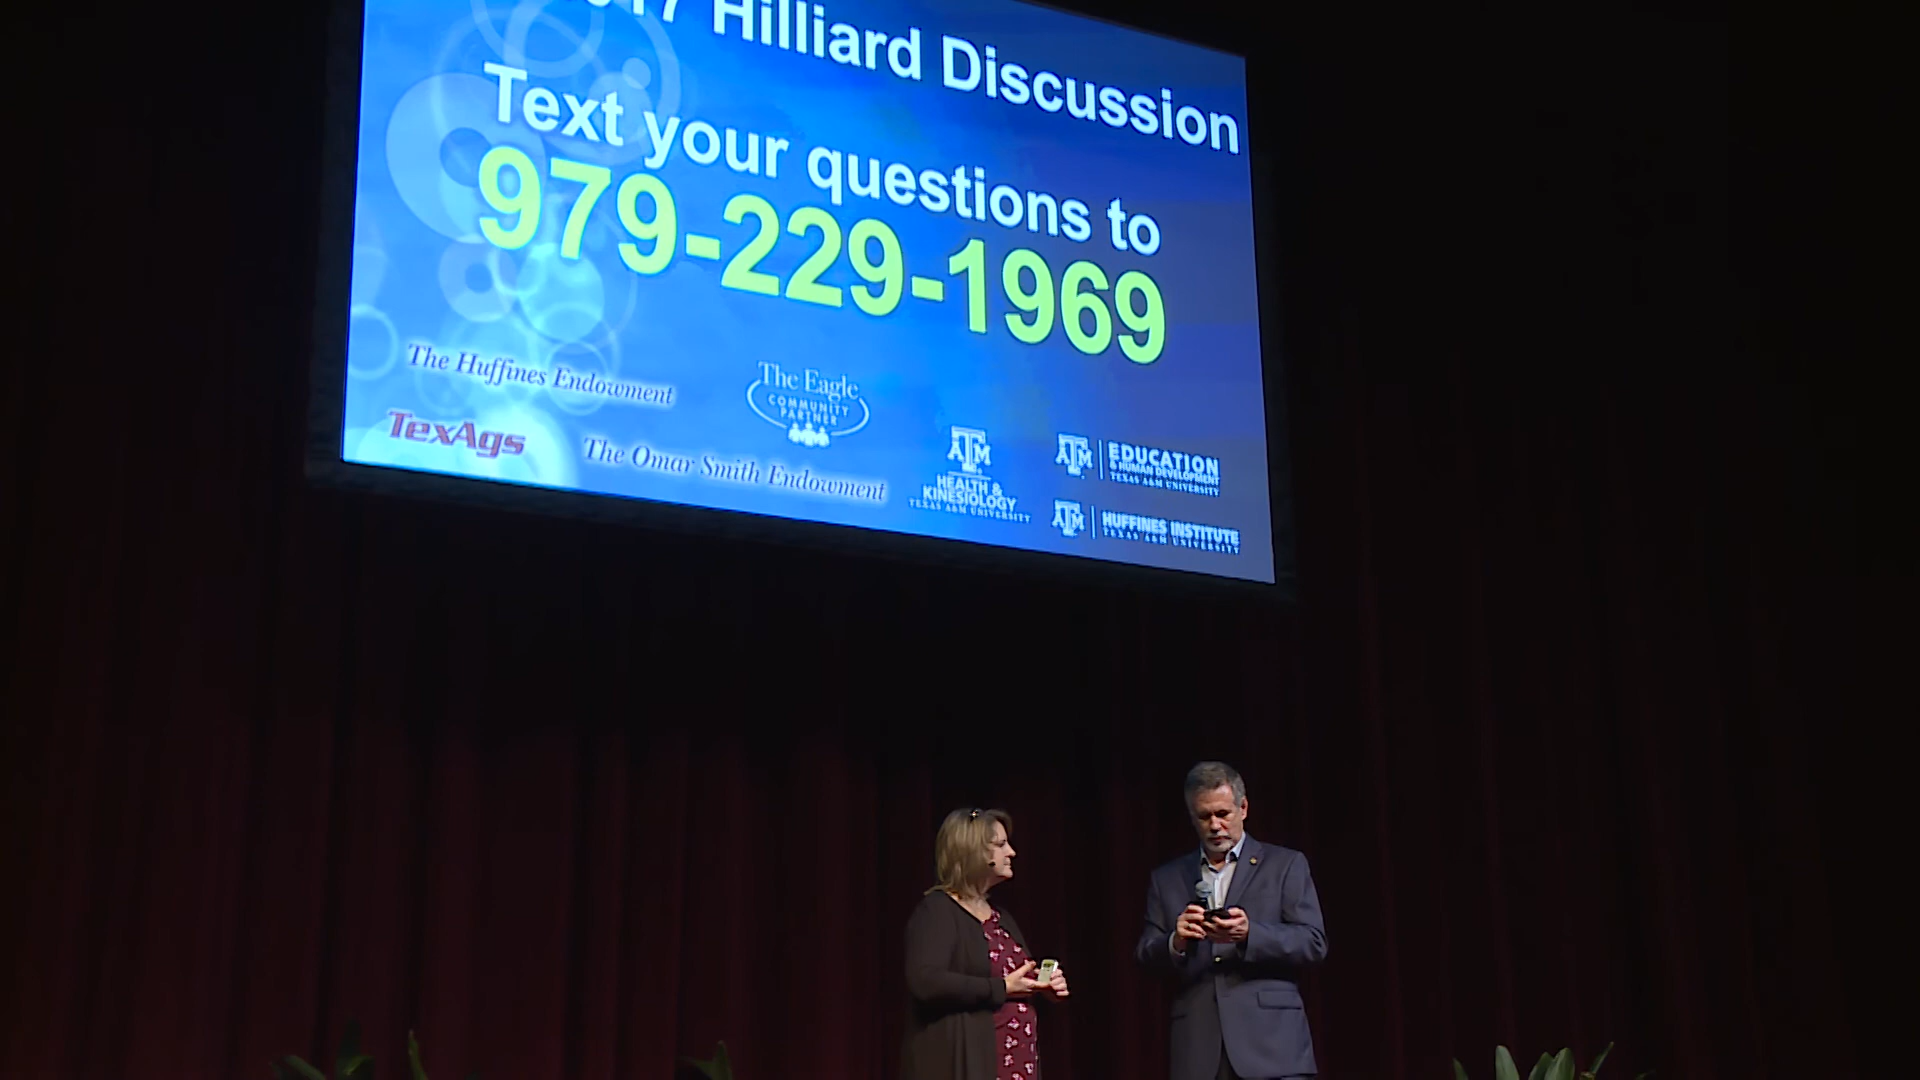 Hilliard Discussion
Text your questions to
979-229-1969
The Huffines Endowment
The Eagle
COMMUNITY
PARTNER
TexAgs
The Omar Smith Endowment
ATM
HEALTH &
KINESIOLOGY
TEXAS A&M UNIVERSITY
ATM
EDUCATION
& HUMAN DEVELOPMENT
TEXAS A&M UNIVERSITY
ATM
HUFFINES INSTITUTE
TEXAS A&M UNIVERSITY